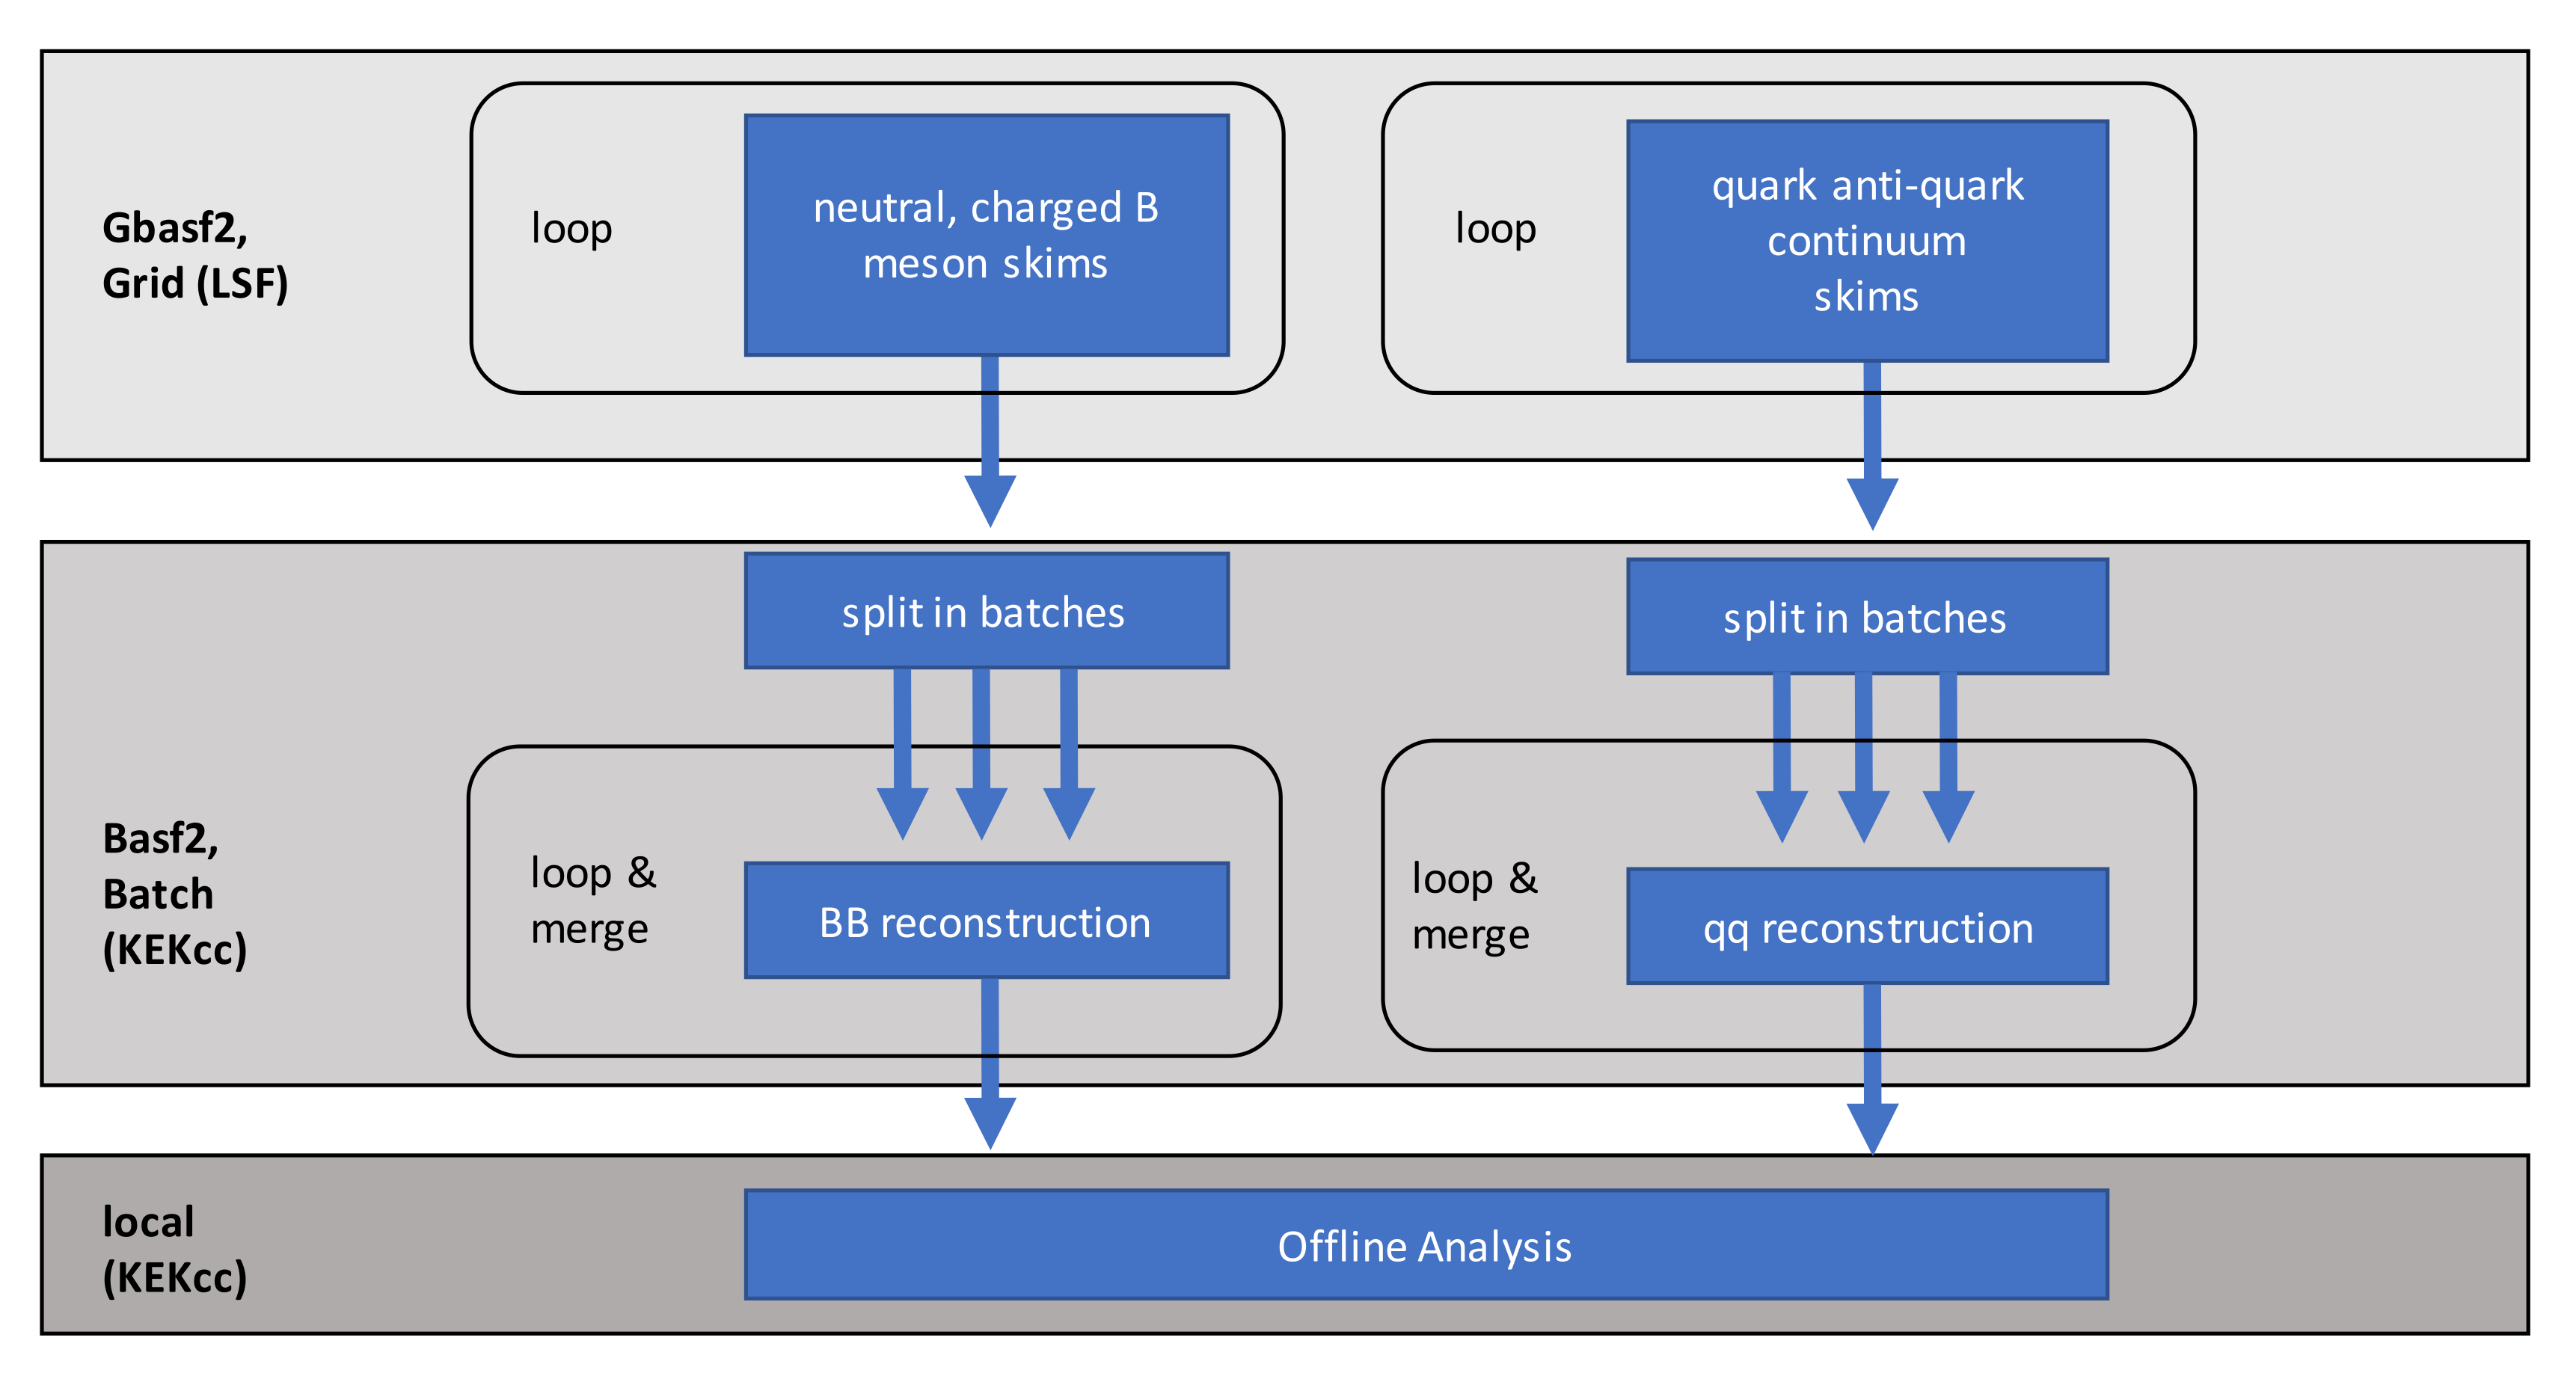 Gbasf2,
Grid (LSF)
loop
neutral, charged B
meson skims
loop
quark anti-quark
continuum
skims
split in batches
split in batches
Basf2,
Batch
(KEKcc)
loop &
merge
BB reconstruction
loop &
merge
qq reconstruction
local
(KEKcc)
Offline Analysis